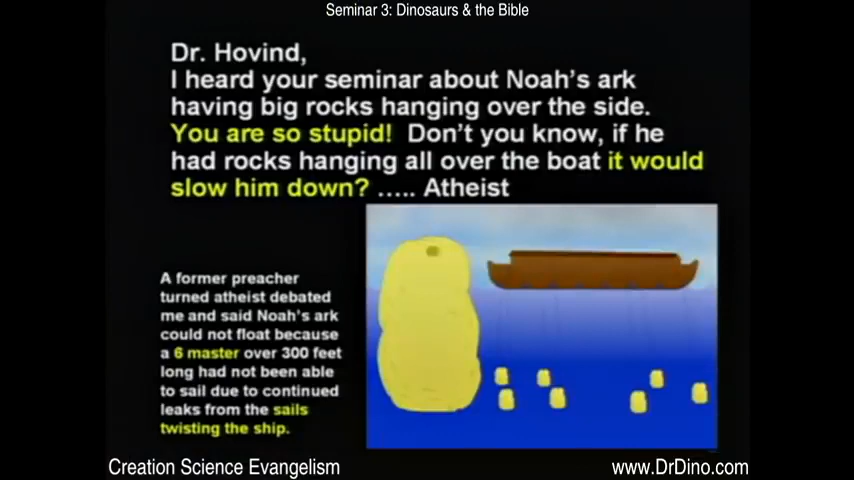 Seminar 3: Dinosaurs & the Bible
Dr. Hovind,
I heard your seminar about Noah's ark
having big rocks hanging over the side.
You are so stupid! Don't you know, if he
had rocks hanging all over the boat it would
slow him down? ..... Atheist
A former preacher
turned atheist debated
me and said Noah's ark
could not float because
a 6 master over 300 feet
long had not been able
to sail due to continued
leaks from the sails
twisting the ship.
Creation Science Evangelism
www.DrDino.com